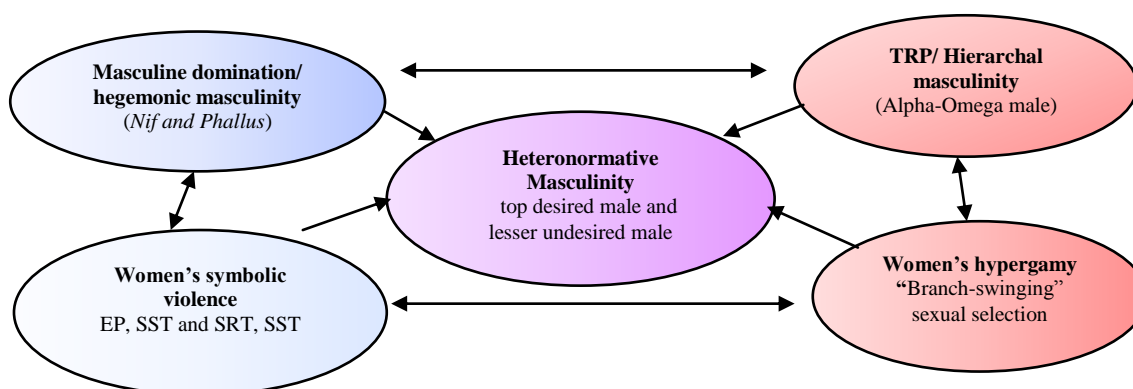 Masculine domination/
hegemonic masculinity
(Nif and Phallus)
TRP/ Hierarchal
masculinity
(Alpha-Omega male)
Heteronormative
Masculinity
top desired male and
lesser undesired male
Women’s symbolic
violence
EP, SST and SRT, SST
Women’s hypergamy
“Branch-swinging”
sexual selection